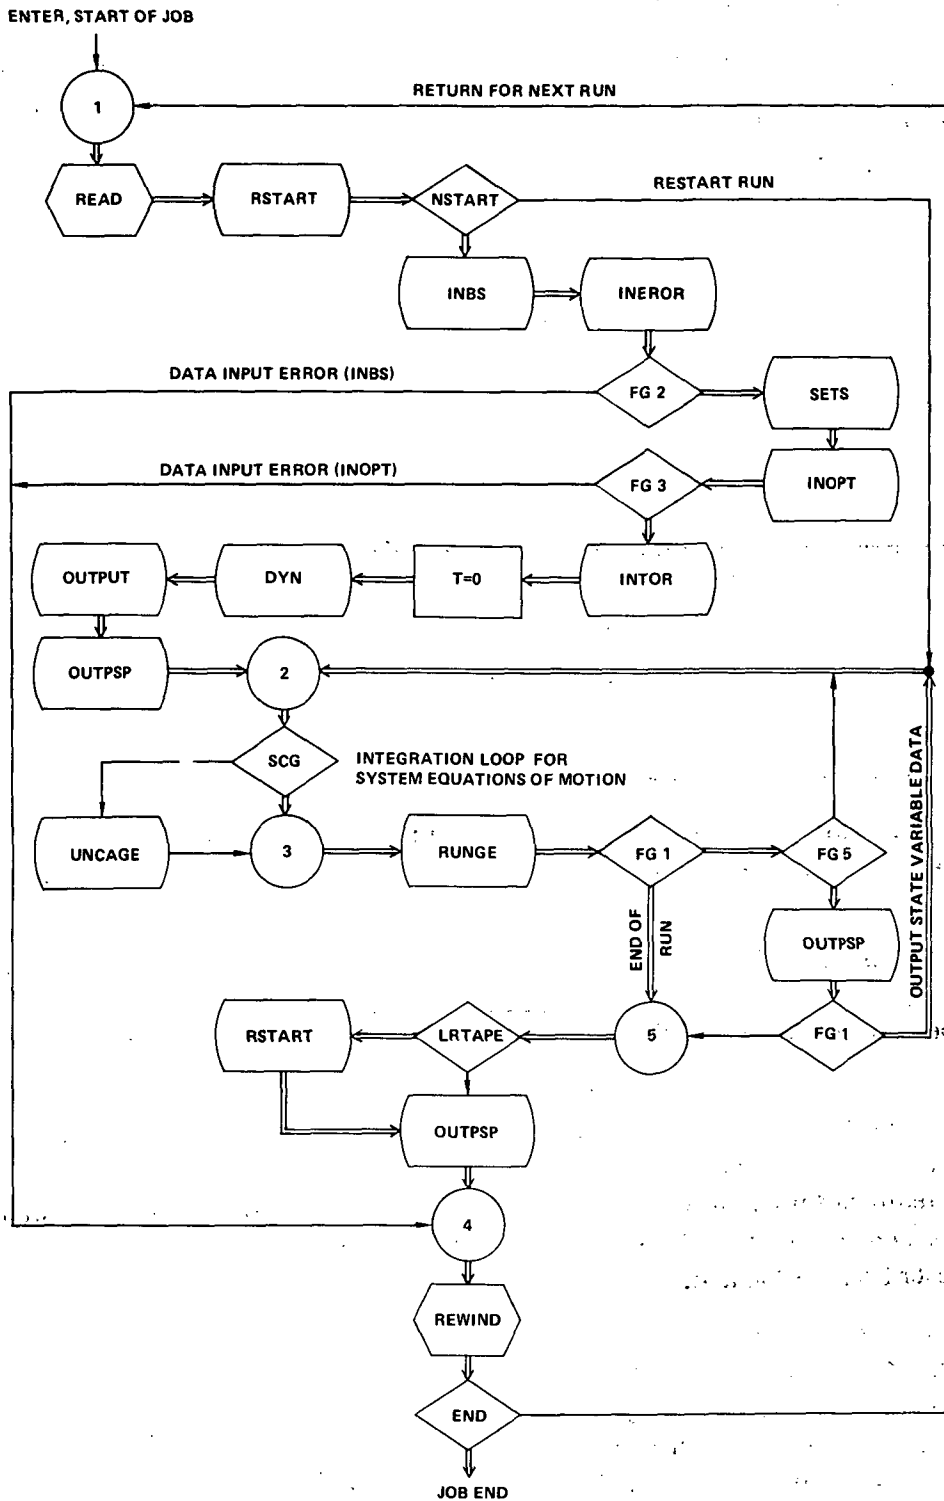 ENTER, START OF JOB
RETURN FOR NEXT RUN
1
READ
RSTART
NSTART
RESTART RUN
INBS
INEROR
DATA INPUT ERROR (INBS)
FG 2
SETS
DATA INPUT ERROR (INOPT)
FG 3
INOPT
OUTPUT
DYN
T=0
INTOR
OUTPSP
2
SCG
INTEGRATION LOOP FOR
SYSTEM EQUATIONS OF MOTION
UNCAGE
3
RUNGE
FG 1
FG 5
OUTPUT STATE VARIABLE DATA
END OF
RUN
OUTPSP
RSTART
LRTAPE
5
FG 1
OUTPSP
4
REWIND
END
JOB END